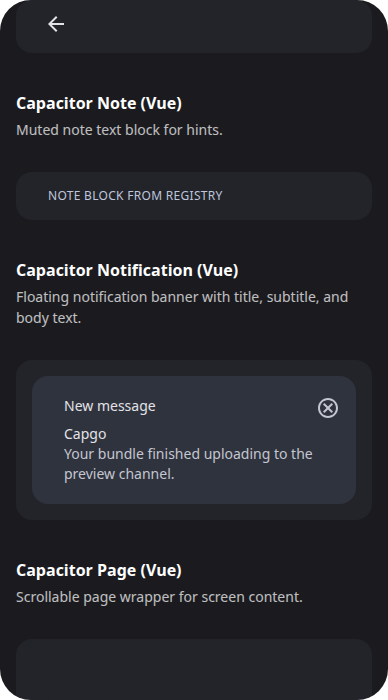 Capacitor Note (Vue)
Muted note text block for hints.
NOTE BLOCK FROM REGISTRY
Capacitor Notification (Vue)
Floating notification banner with title, subtitle, and
body text.
New message
Capgo
Your bundle finished uploading to the
preview channel.
Capacitor Page (Vue)
Scrollable page wrapper for screen content.